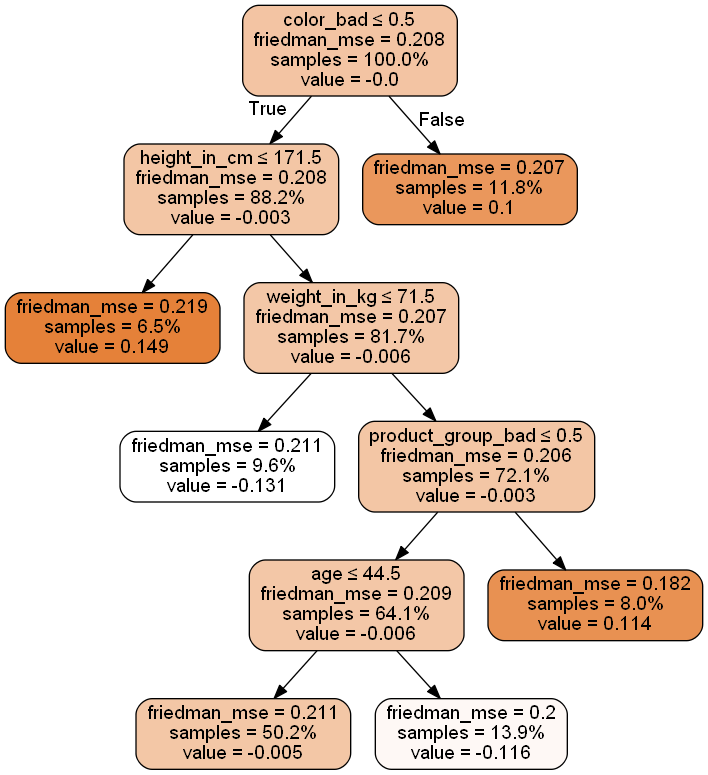 color_bad ≤ 0.5
friedman_mse = 0.208
samples = 100.0%
value = -0.0
True
False
height_in_cm ≤ 171.5
friedman_mse = 0.208
samples = 88.2%
value = -0.003
friedman_mse = 0.207
samples = 11.8%
value = 0.1
friedman_mse = 0.219
samples = 6.5%
value = 0.149
weight_in_kg ≤ 71.5
friedman_mse = 0.207
samples = 81.7%
value = -0.006
friedman_mse = 0.211
samples = 9.6%
value = -0.131
product_group_bad ≤ 0.5
friedman_mse = 0.206
samples = 72.1%
value = -0.003
age ≤ 44.5
friedman_mse = 0.209
samples = 64.1%
value = -0.006
friedman_mse = 0.182
samples = 8.0%
value = 0.114
friedman_mse = 0.211
samples = 50.2%
value = -0.005
friedman_mse = 0.2
samples = 13.9%
value = -0.116